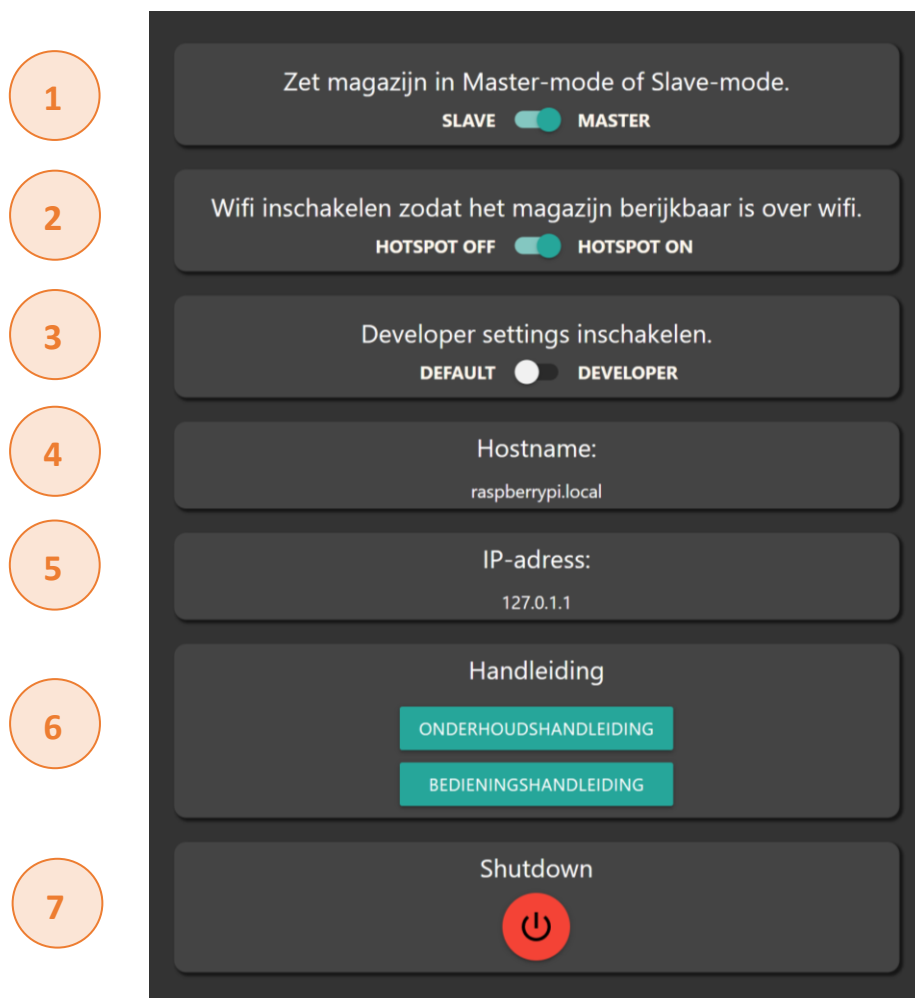 1
Zet magazijn in Master-mode of Slave-mode.
SLAVE MASTER
2
Wifi inschakelen zodat het magazijn berijkbaar is over wifi.
HOTSPOT OFF HOTSPOT ON
3
Developer settings inschakelen.
DEFAULT DEVELOPER
4
Hostname:
raspberrypi.local
5
IP-adress:
127.0.1.1
6
Handleiding
ONDERHOUDSHANDLEIDING
BEDIENINGSHANDLEIDING
7
Shutdown